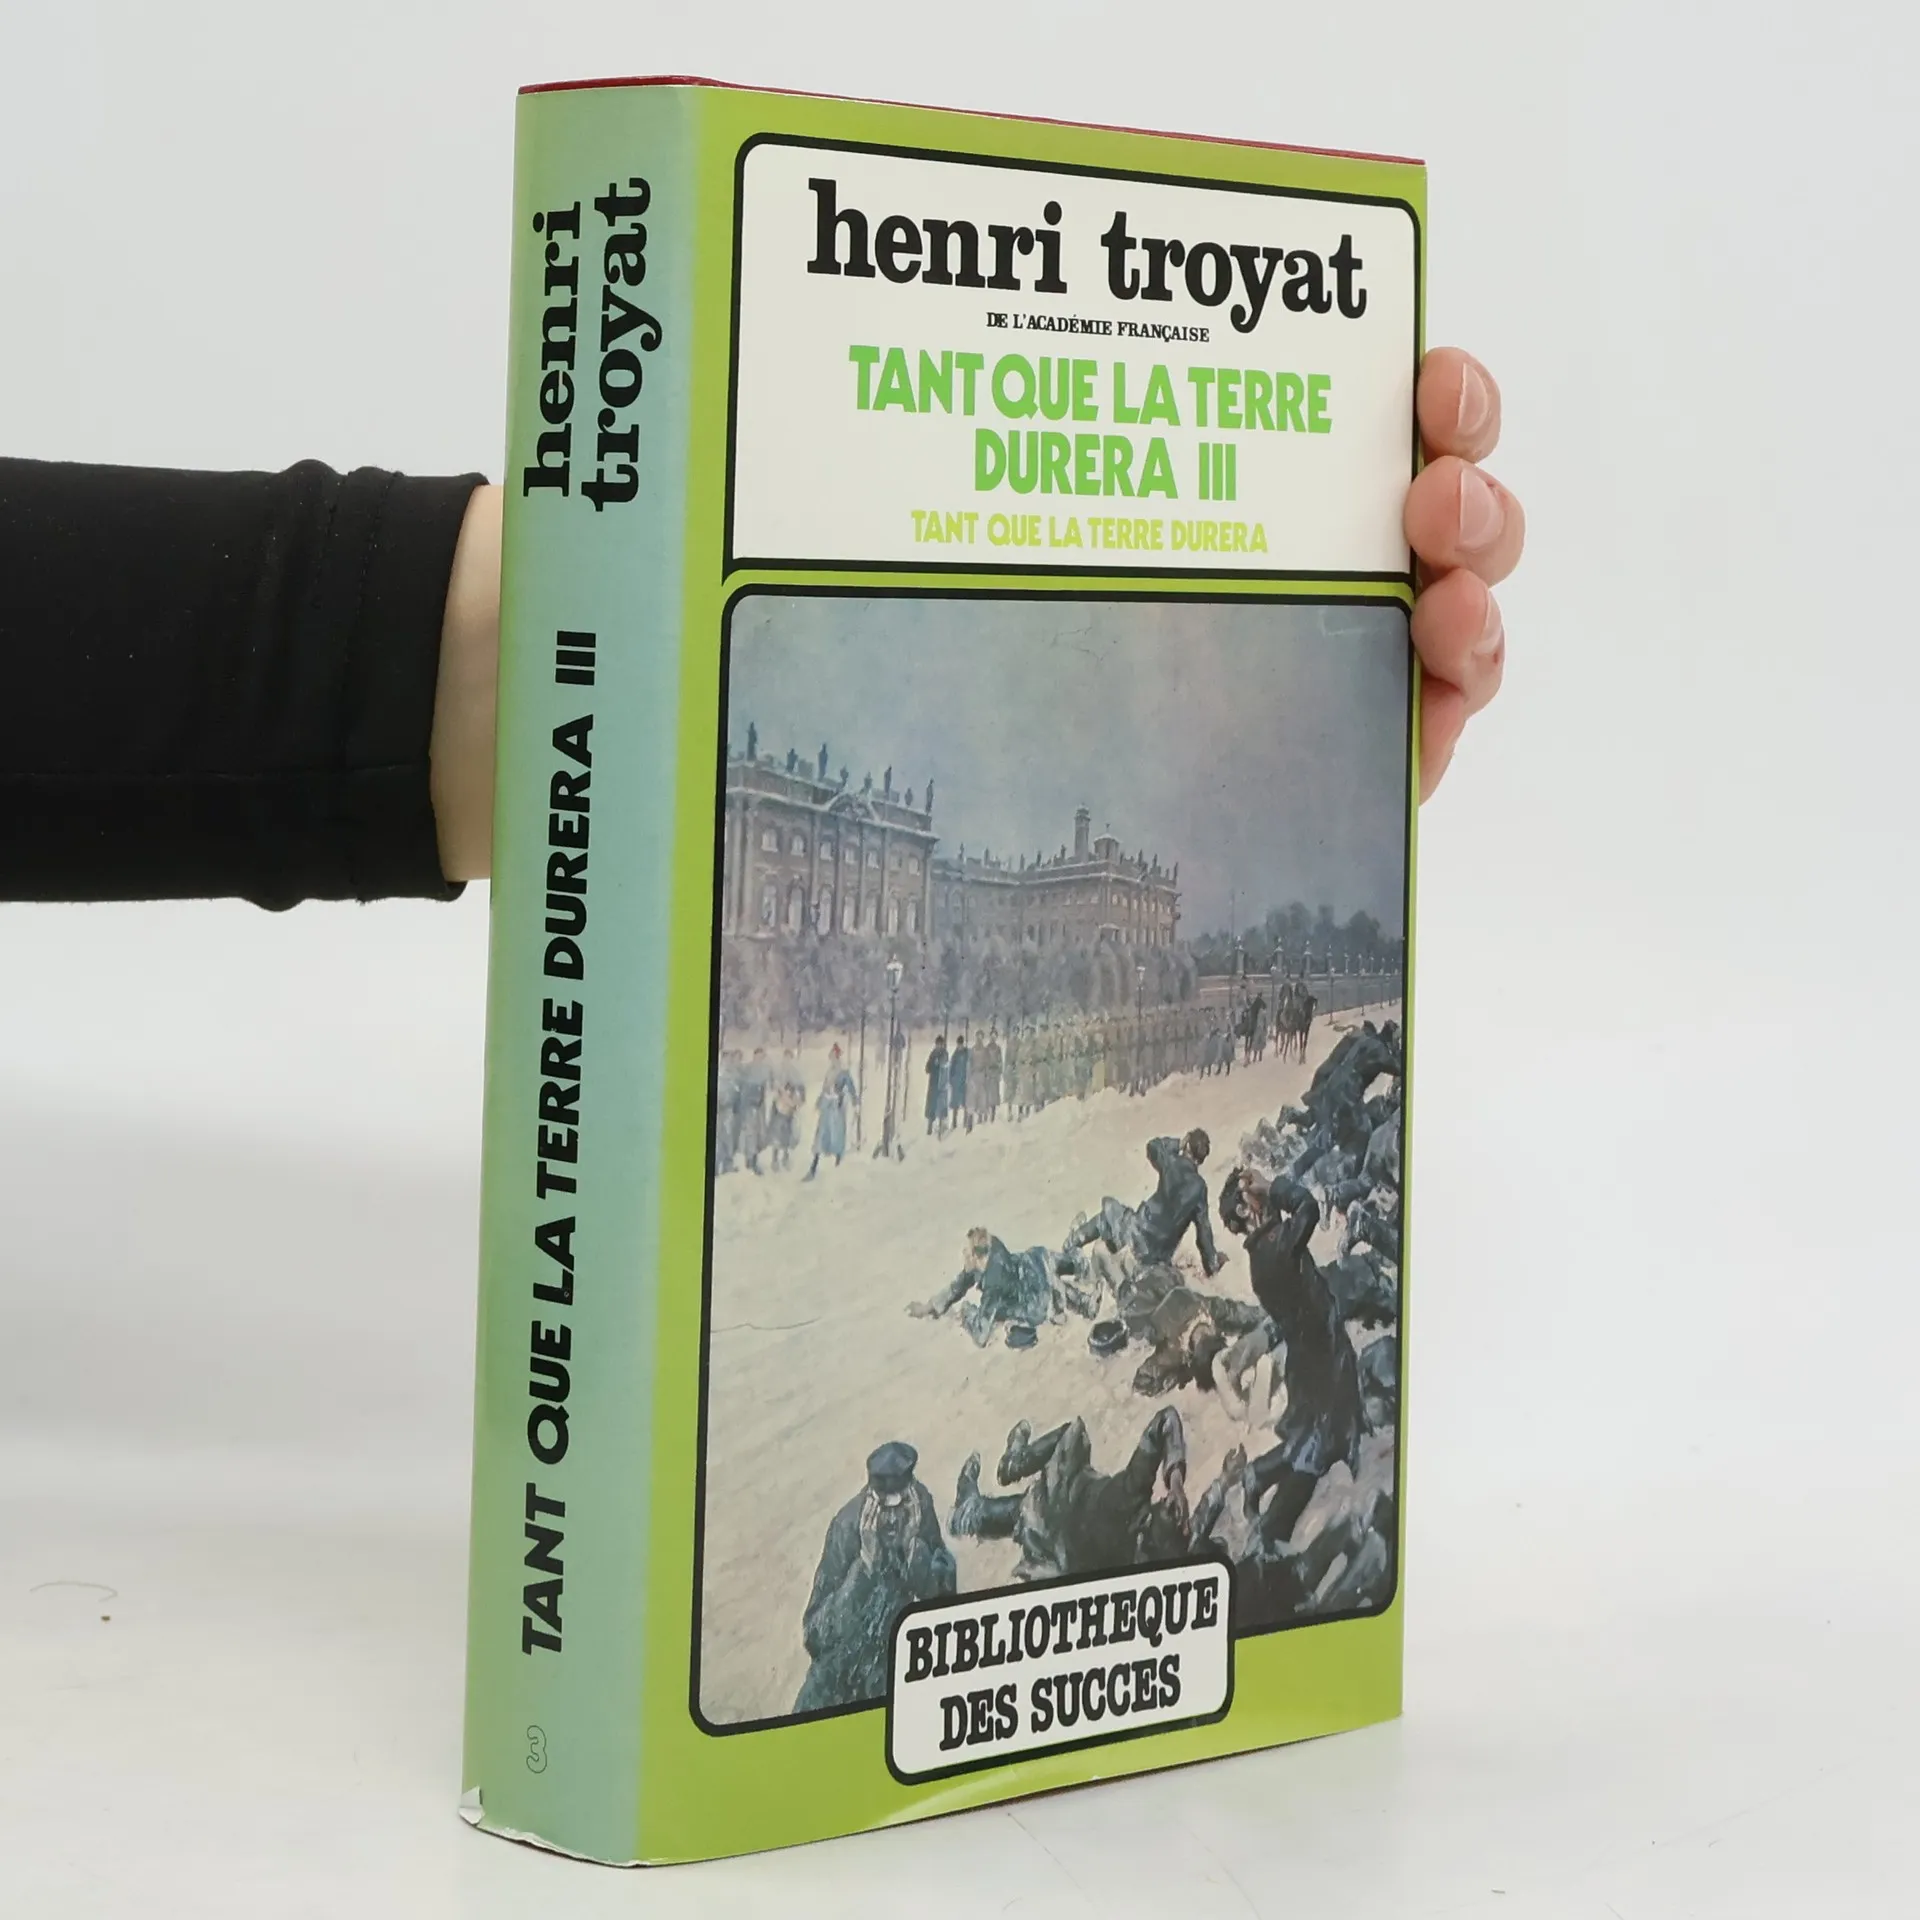 henri
troyat
TANT QUE LA TERRE DURERA III
3
henri troyat
DE L'ACADÉMIE FRANÇAISE
TANT QUE LA TERRE
DURERA III
TANT QUE LA TERRE DURERA
BIBLIOTHEQUE
DES SUCCES